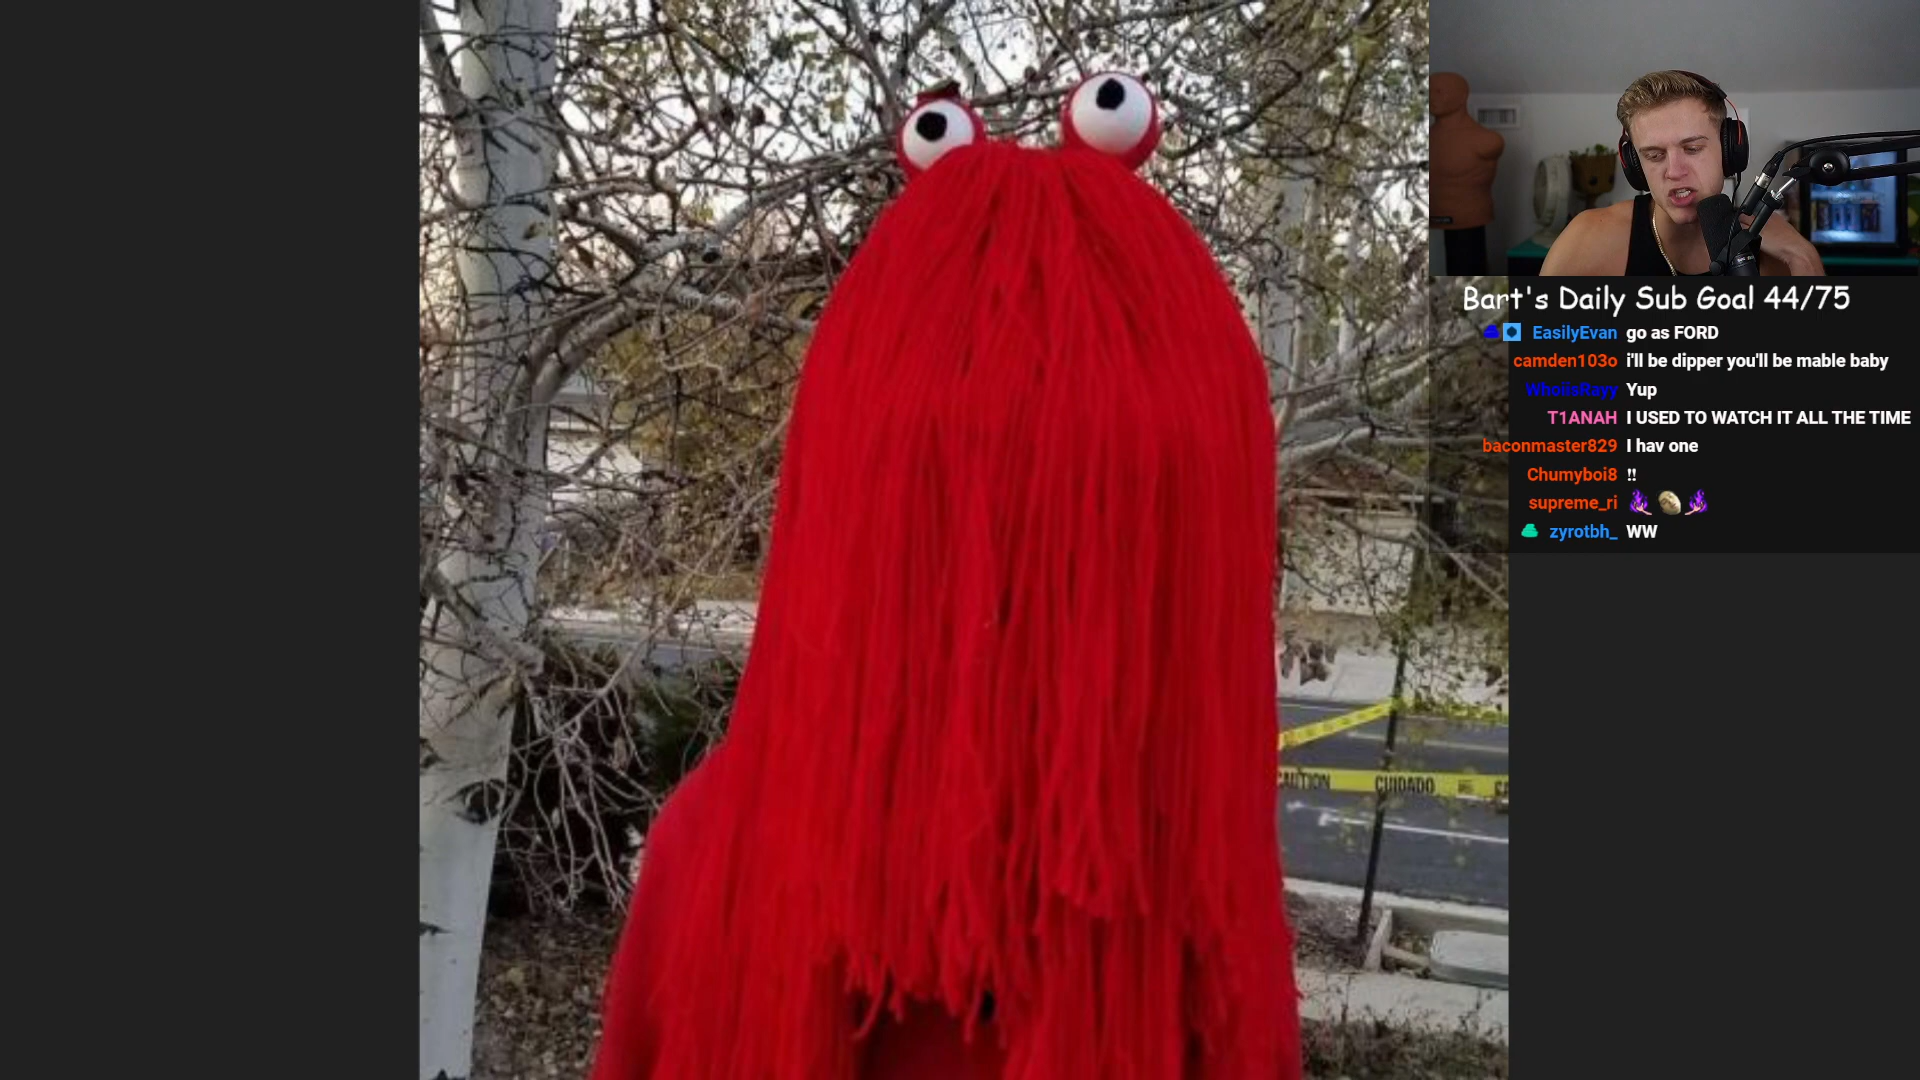 Bart's Daily Sub Goal 44/75
EasilyEvan go as FORD
camden103o i'll be dipper you'll be mable baby
WhoiisRayy Yup
T1ANAH I USED TO WATCH IT ALL THE TIME
baconmaster829 I hav one
Chumyboi8 !!
supreme_ri
zyrotbh_ WW
CAUTION CUIDADO